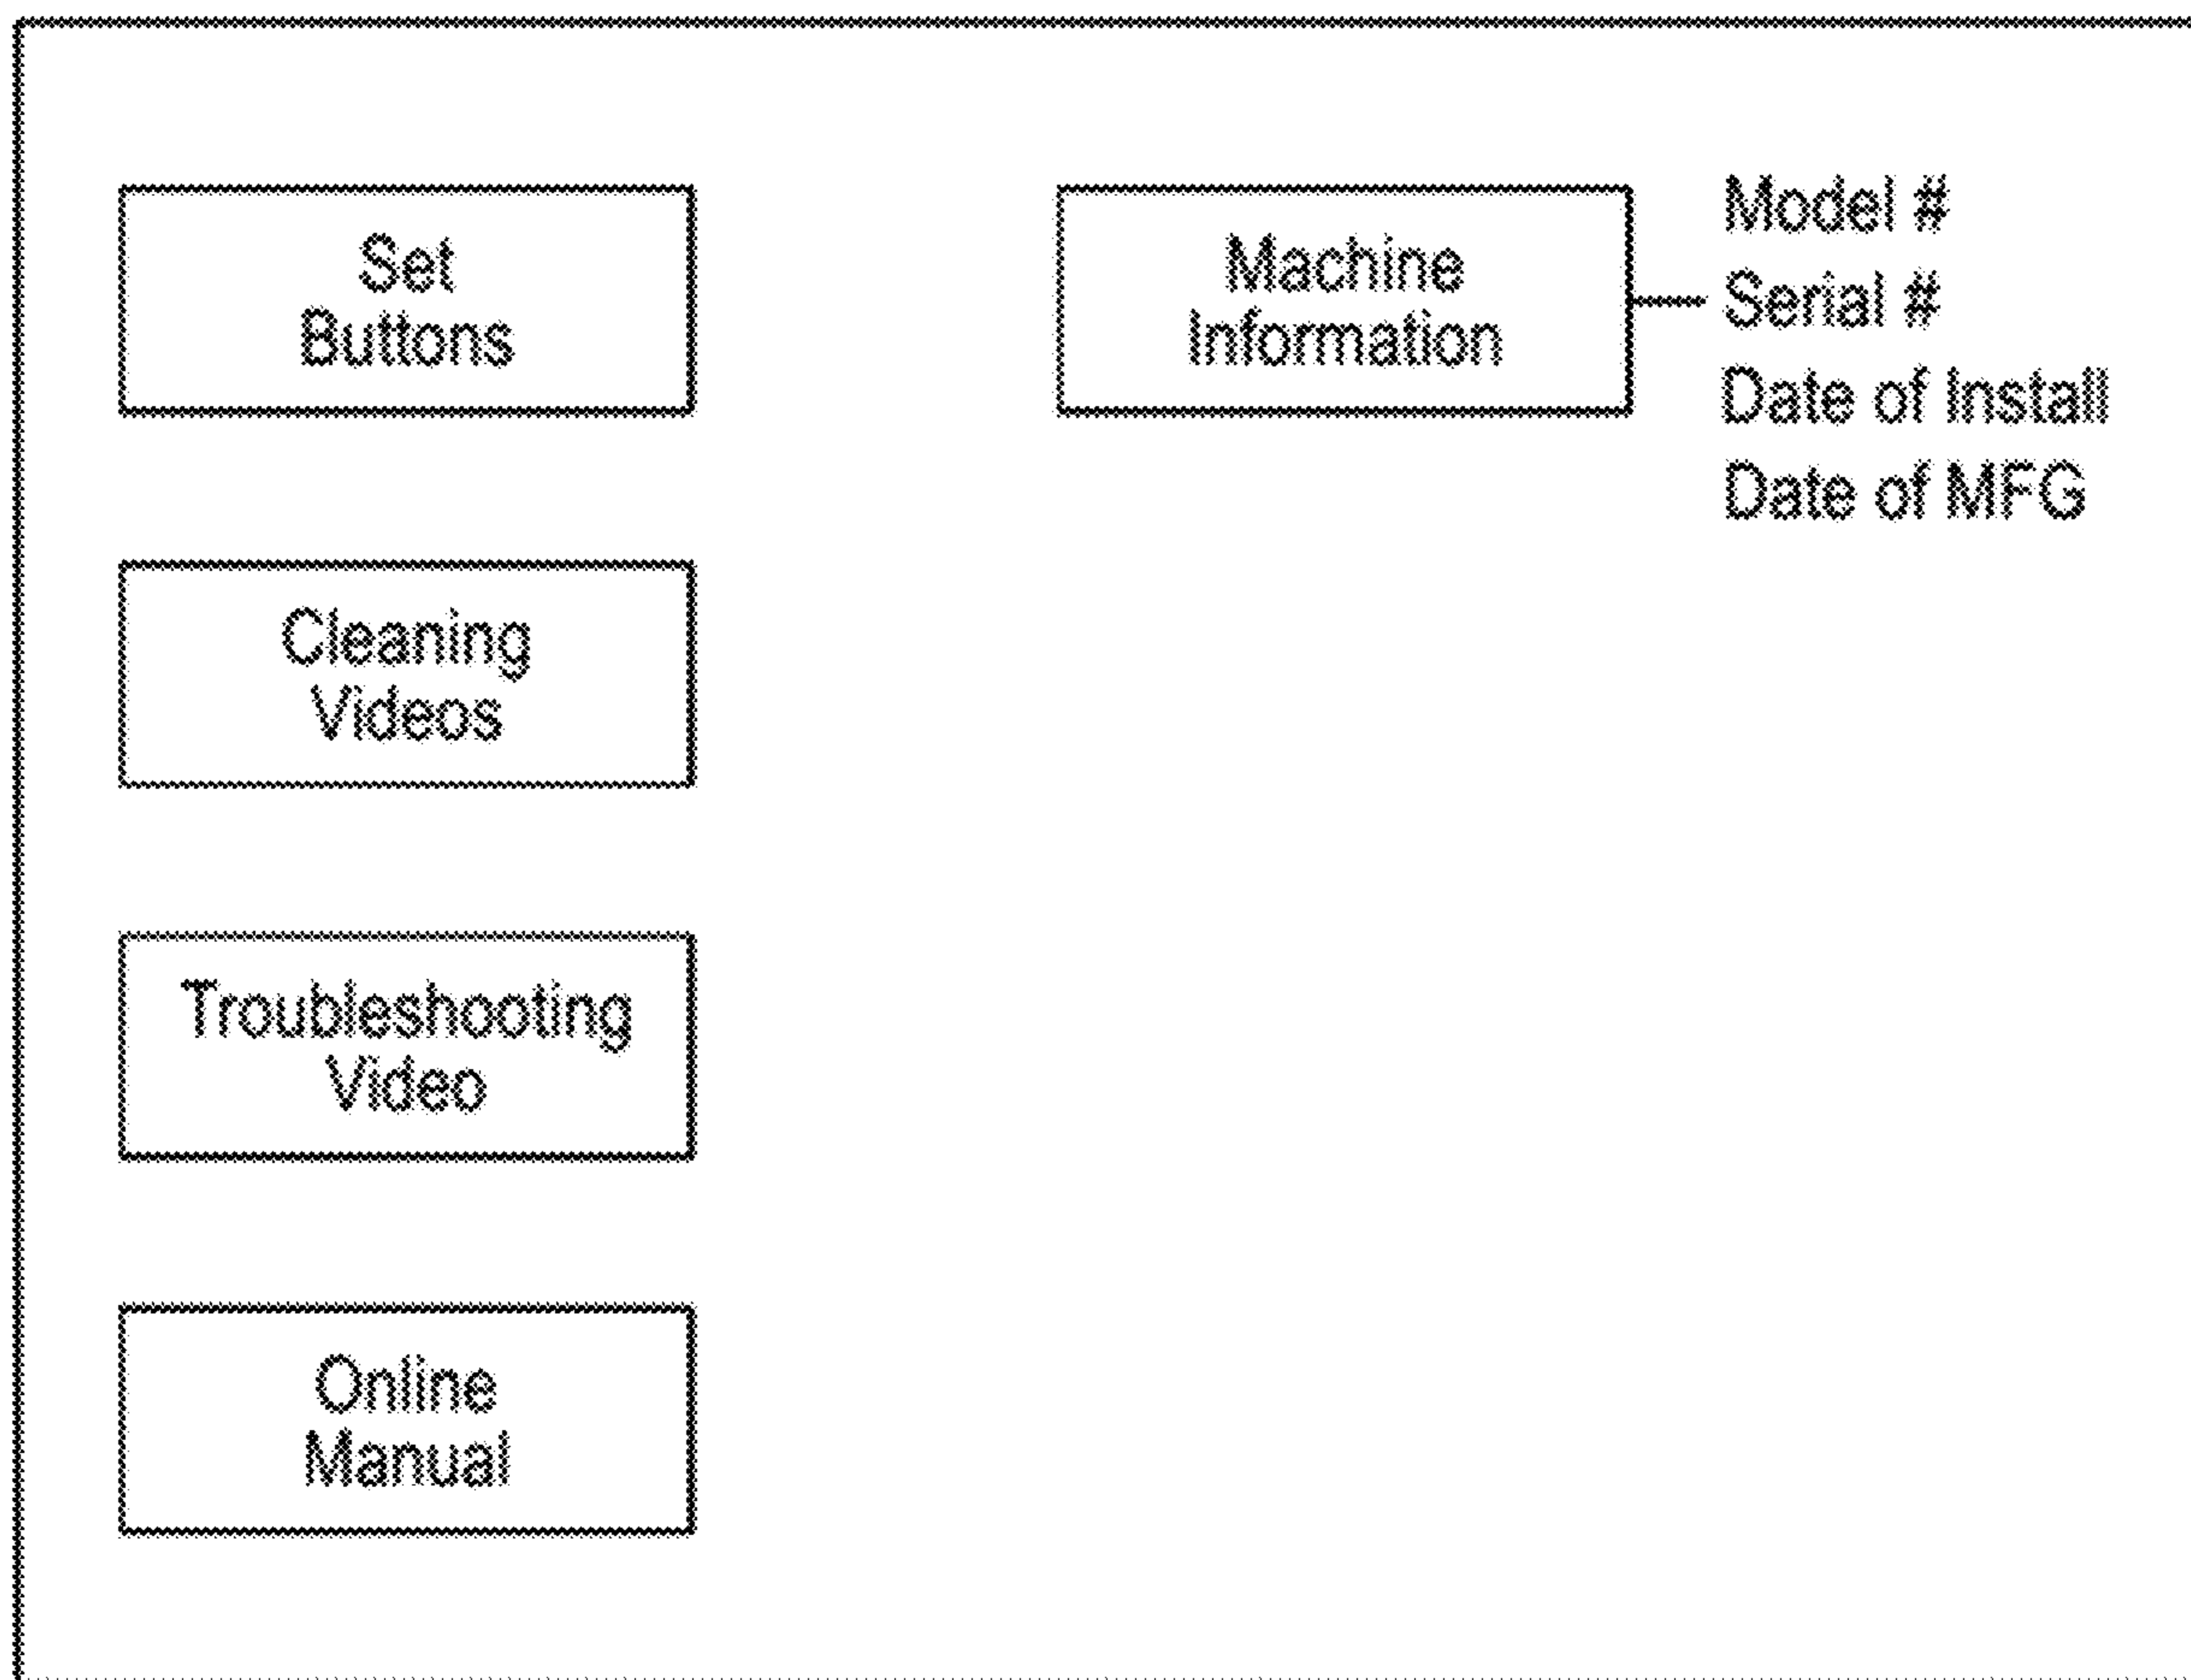 Set
Buttons
Machine
Information
Model #
Serial #
Date of Install
Date of MFG
Cleaning
Videos
Troubleshooting
Video
Online
Manual